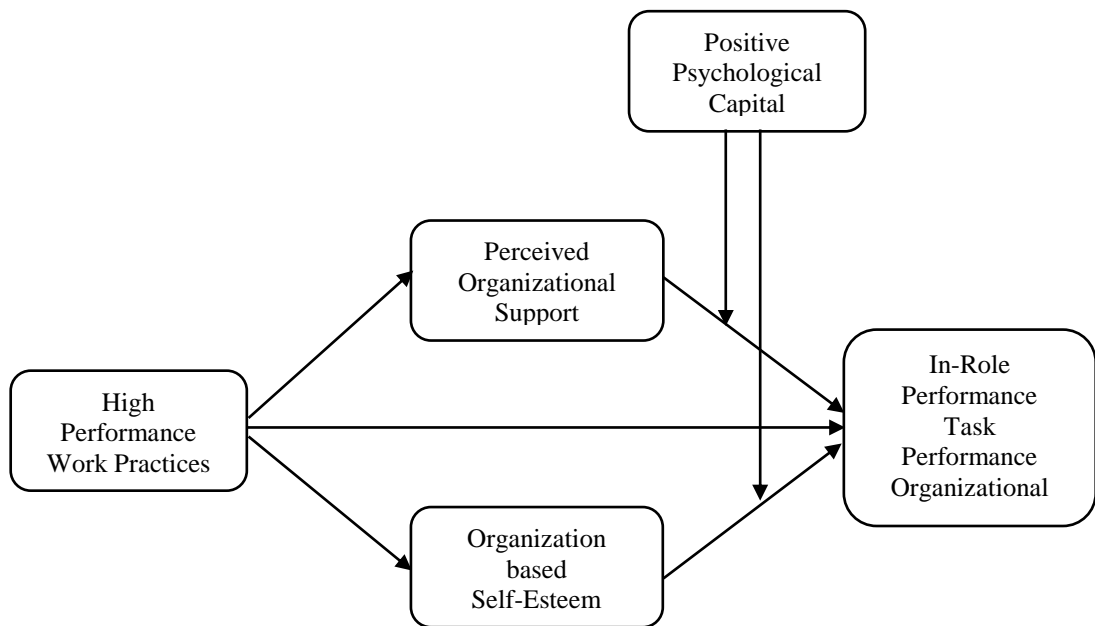 Positive
Psychological
Capital
Perceived
Organizational
Support
High
Performance
Work Practices
In-Role
Performance
Task
Performance
Organizational
Organization
based
Self-Esteem